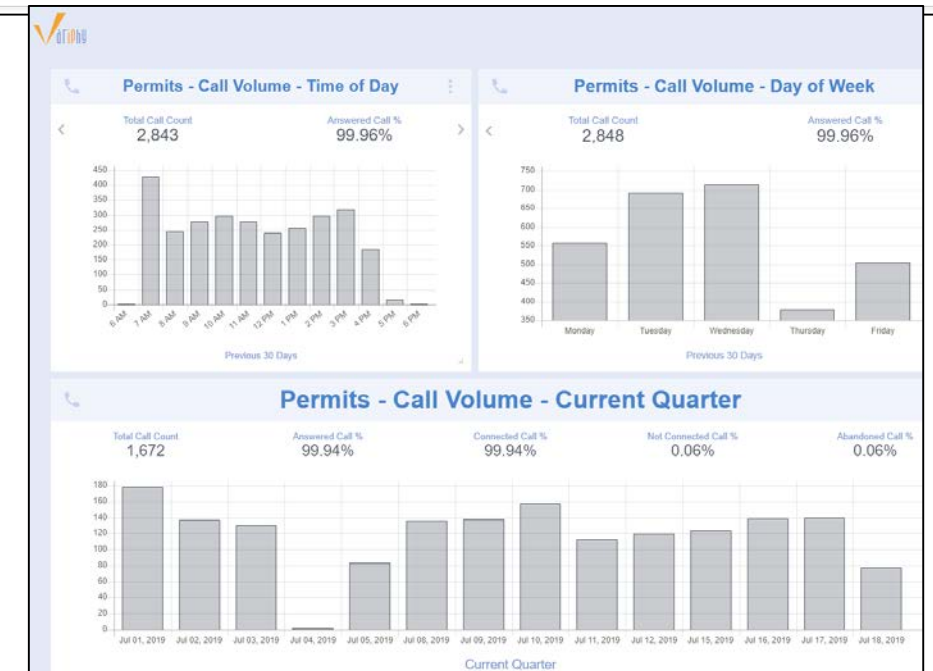 Variphy
Permits - Call Volume - Time of Day
Total Call Count
Answered Call %
2,843
99.96%
450
400
350
300
250
200
150
100
50
0
6 AM
7 AM
8 AM
9 AM
10 AM
11 AM
12 PM
1 PM
2 PM
3 PM
4 PM
5 PM
6 PM
Previous 30 Days
Permits - Call Volume - Day of Week
Total Call Count
Answered Call %
2,848
99.96%
750
700
650
600
550
500
450
400
350
Monday
Tuesday
Wednesday
Thursday
Friday
Previous 30 Days
Permits - Call Volume - Current Quarter
Total Call Count
Answered Call %
Connected Call %
Not Connected Call %
Abandoned Call %
1,672
99.94%
99.94%
0.06%
0.06%
180
160
140
120
100
80
60
40
20
0
Jul 01, 2019
Jul 02, 2019
Jul 03, 2019
Jul 04, 2019
Jul 05, 2019
Jul 08, 2019
Jul 09, 2019
Jul 10, 2019
Jul 11, 2019
Jul 12, 2019
Jul 15, 2019
Jul 16, 2019
Jul 17, 2019
Jul 18, 2019
Current Quarter